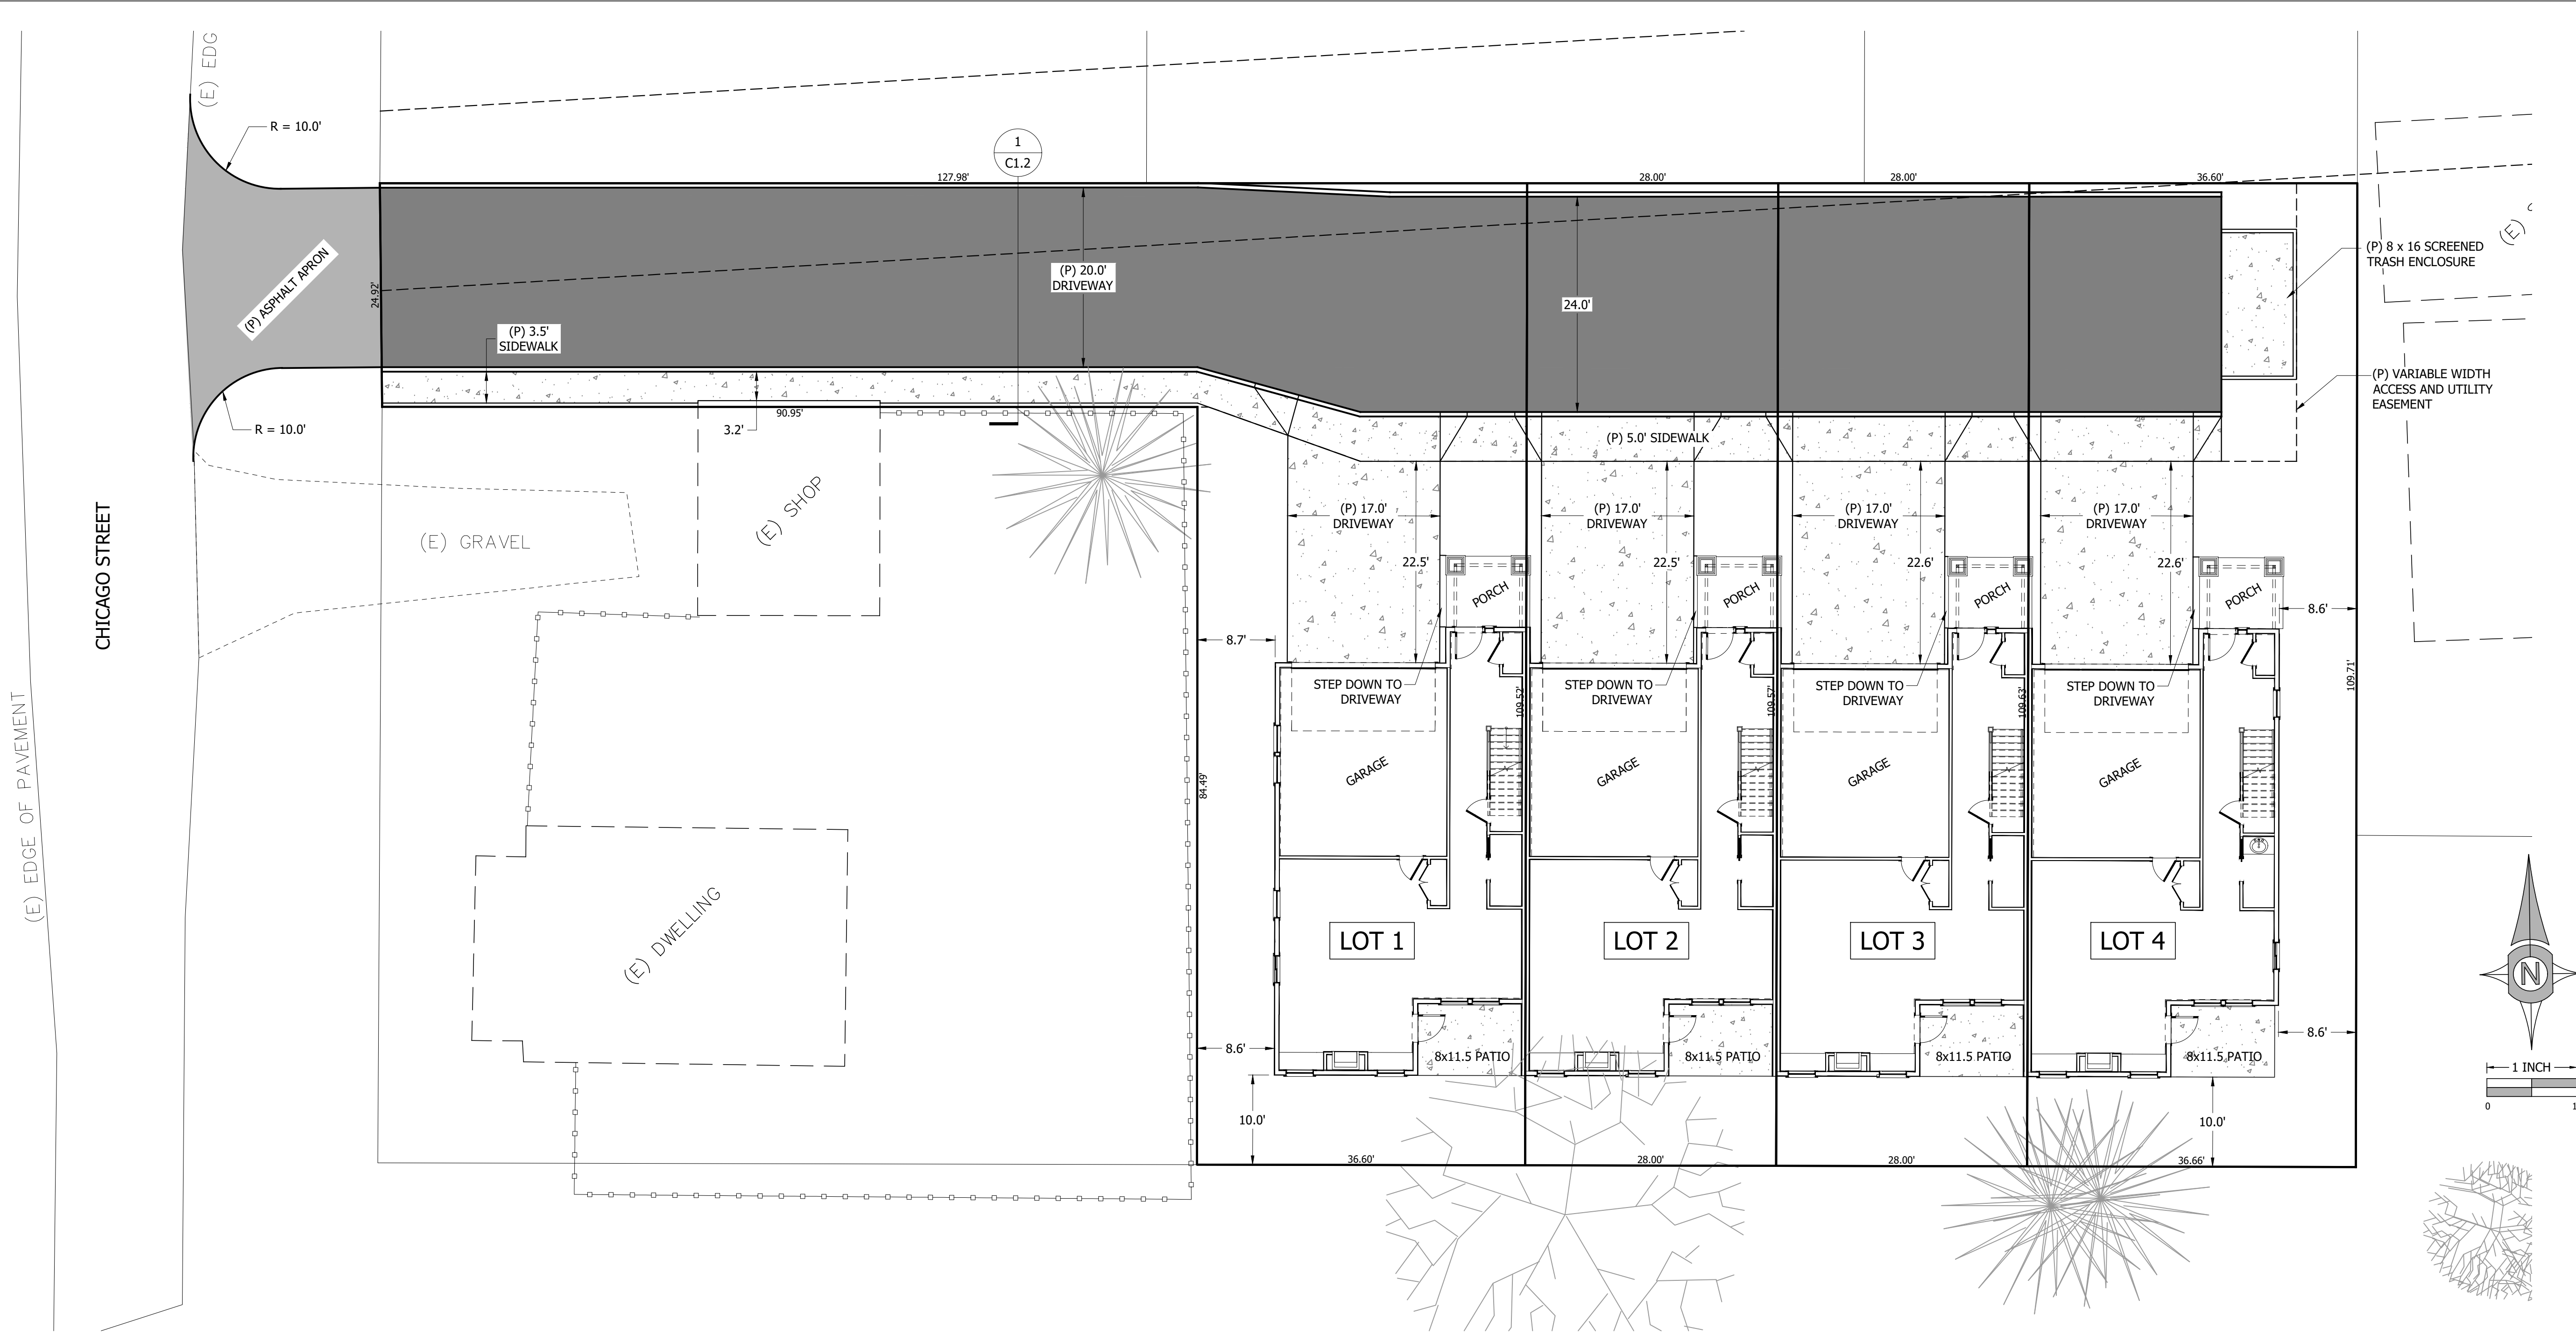 (E) EDG
R = 10.0'
1
C1.2
127.98'
28.00'
28.00'
36.60'
(P) ASPHALT APRON
24.92'
(P) 20.0'
DRIVEWAY
24.0'
(P) 8 x 16 SCREENED
TRASH ENCLOSURE
(E)
(P) 3.5'
SIDEWALK
(P) VARIABLE WIDTH
ACCESS AND UTILITY
EASEMENT
R = 10.0'
90.95'
3.2'
(P) 5.0' SIDEWALK
CHICAGO STREET
(E) GRAVEL
(E) SHOP
(P) 17.0'
DRIVEWAY
(P) 17.0'
DRIVEWAY
(P) 17.0'
DRIVEWAY
(P) 17.0'
DRIVEWAY
22.5'
22.5'
22.6'
22.6'
PORCH
PORCH
PORCH
PORCH
8.7'
8.6'
STEP DOWN TO
DRIVEWAY
STEP DOWN TO
DRIVEWAY
STEP DOWN TO
DRIVEWAY
STEP DOWN TO
DRIVEWAY
109.52'
109.57'
109.63'
109.71'
84.49'
GARAGE
GARAGE
GARAGE
GARAGE
(E) EDGE OF PAVEMENT
(E) DWELLING
LOT 1
LOT 2
LOT 3
LOT 4
N
8.6'
8x11.5 PATIO
8x11.5 PATIO
8x11.5 PATIO
8x11.5 PATIO
8.6'
1 INCH
0
1
10.0'
10.0'
36.60'
28.00'
28.00'
36.66'